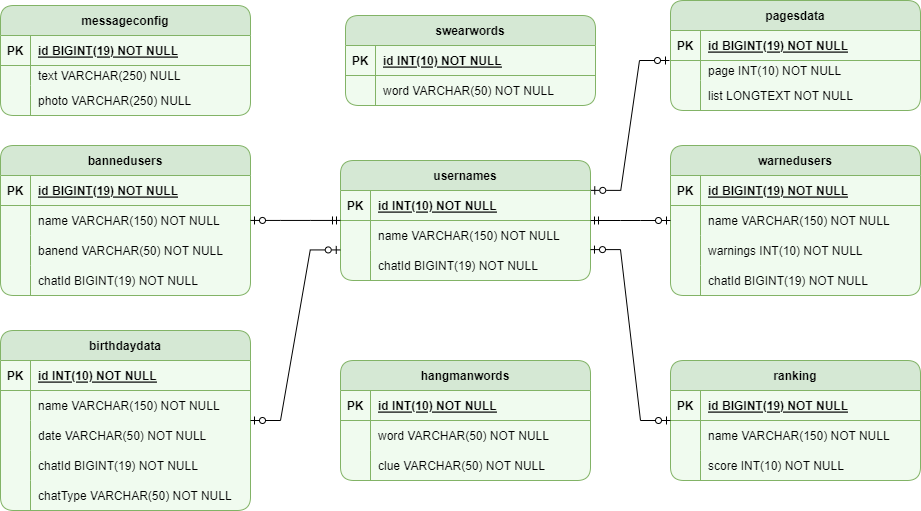 messageconfig
PK id BIGINT(19) NOT NULL
text VARCHAR(250) NULL
photo VARCHAR(250) NULL
swearwords
PK id INT(10) NOT NULL
word VARCHAR(50) NOT NULL
pagesdata
PK id BIGINT(19) NOT NULL
page INT(10) NOT NULL
list LONGTEXT NOT NULL
bannedusers
PK id BIGINT(19) NOT NULL
name VARCHAR(150) NOT NULL
banend VARCHAR(50) NOT NULL
chatId BIGINT(19) NOT NULL
usernames
PK id INT(10) NOT NULL
name VARCHAR(150) NOT NULL
chatId BIGINT(19) NOT NULL
warnedusers
PK id BIGINT(19) NOT NULL
name VARCHAR(150) NOT NULL
warnings INT(10) NOT NULL
chatId BIGINT(19) NOT NULL
birthdaydata
PK id INT(10) NOT NULL
name VARCHAR(150) NOT NULL
date VARCHAR(50) NOT NULL
chatId BIGINT(19) NOT NULL
chatType VARCHAR(50) NOT NULL
hangmanwords
PK id INT(10) NOT NULL
word VARCHAR(50) NOT NULL
clue VARCHAR(50) NOT NULL
ranking
PK id BIGINT(19) NOT NULL
name VARCHAR(150) NOT NULL
score INT(10) NOT NULL